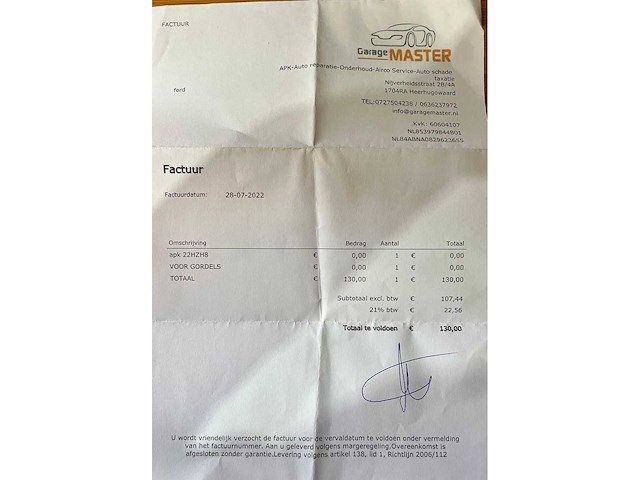 FACTUUR
Garage MASTER
APK-Auto reparatie-Onderhoud-Airco Service-Auto schade
taxatie
Nijverheidsstraat 28/4A
1704RA Heerhugowaard
ford
TEL:0727504236 / 0636237972
info@garagemaster.nl
KvK.: 60604107
NL853979844B01
NL84ABNA0829623655
Factuur
Factuurdatum: 28-07-2022
Omschrijving Bedrag Aantal Totaal
apk 22HZH8 € 0,00 1 € 0,00
VOOR GORDELS € 0,00 1 € 0,00
TOTAAL € 130,00 1 € 130,00
Subtotaal excl. btw € 107,44
21% btw € 22,56
Totaal te voldoen € 130,00
U wordt vriendelijk verzocht de factuur voor de vervaldatum te voldoen onder vermelding
van het factuurnummer. Aan u geleverd volgens margeregeling.Overeenkomst is
afgesloten zonder garantie.Levering volgens artikel 138, lid 1, Richtlijn 2006/112